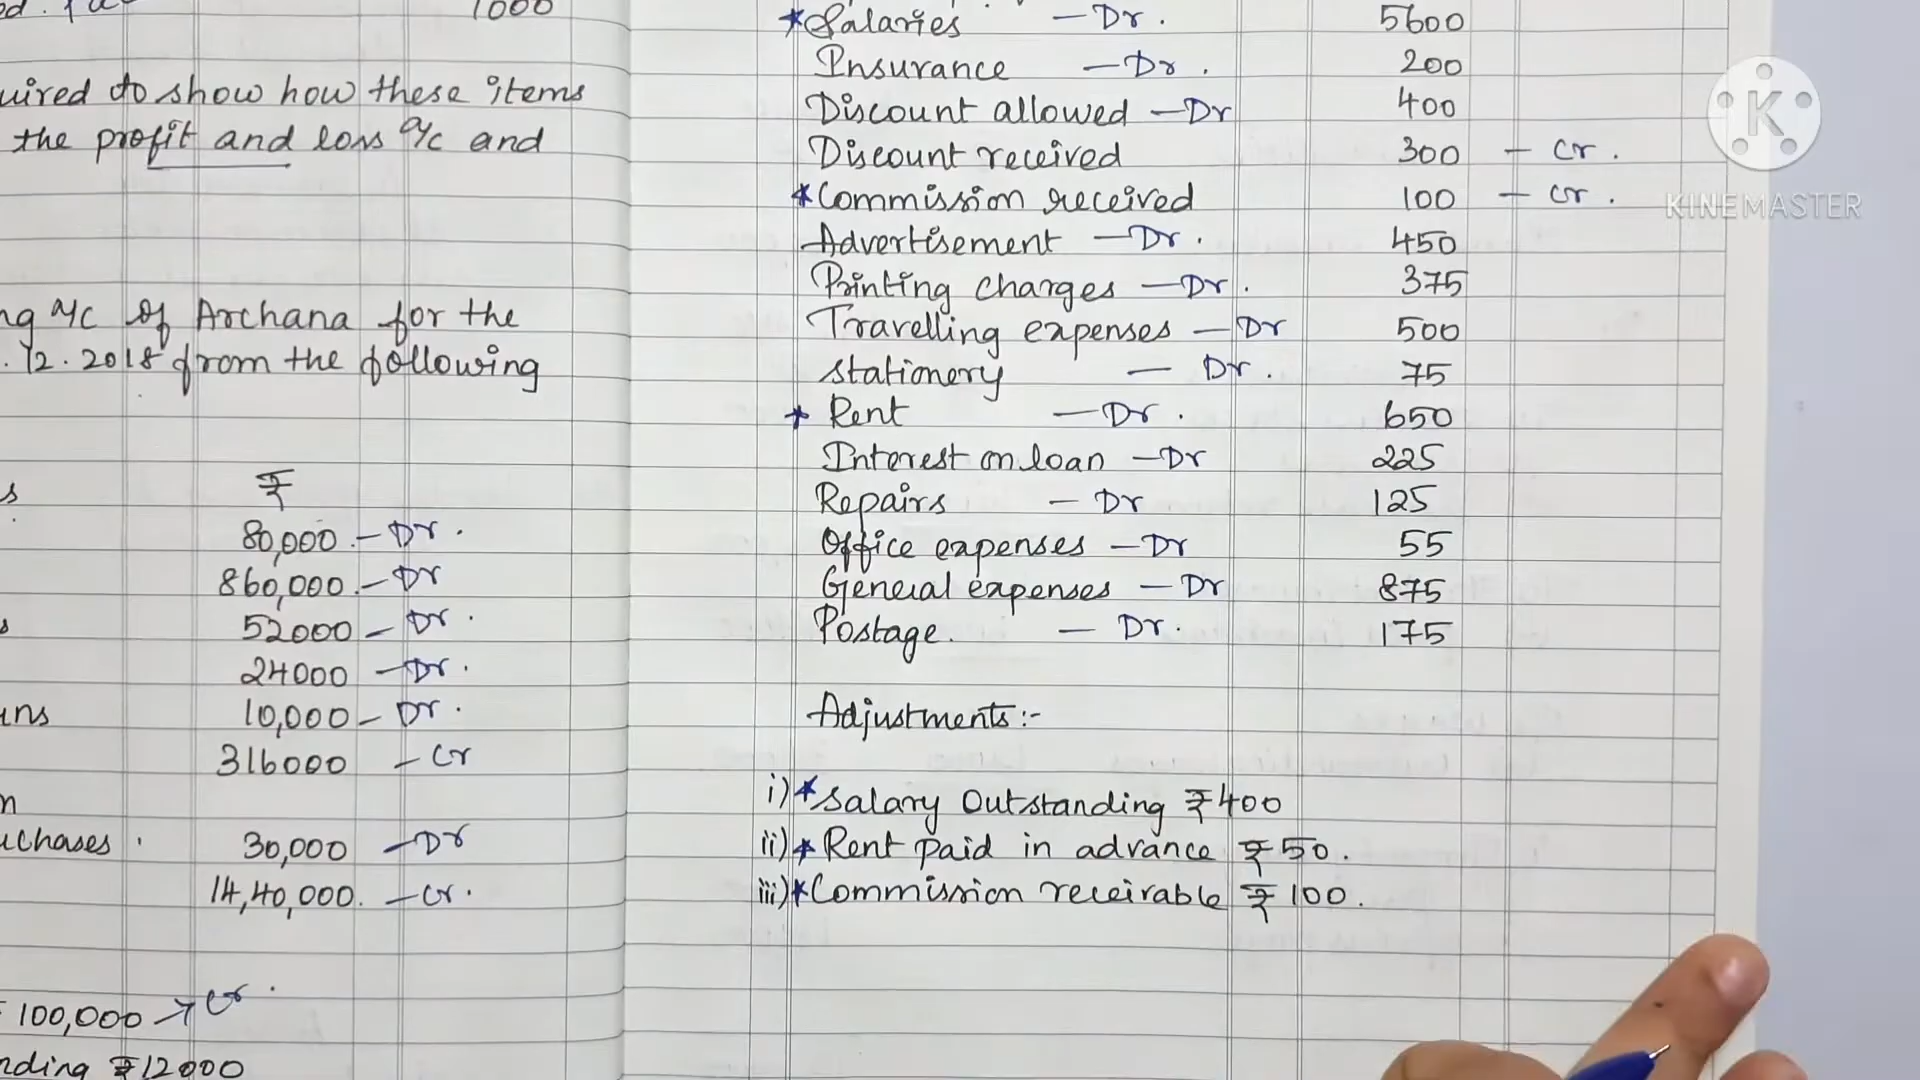 1000
uired to show how these items
the profit and loss a/c and
ng a/c of Archana for the
.12.2018 from the following
s ₹
80,000 - Dr.
860,000 - Dr
52000 - Dr.
24000 - Dr.
uns 10,000 - Dr.
316000 - Cr
n
uchases. 30,000 - Dr
14,40,000. - Cr.
100,000 → Cr.
nding ₹12000
*Salaries - Dr. 5600
Insurance - Dr. 200
Discount allowed - Dr 400
Discount received 300 - Cr.
*Commission received 100 - Cr.
Advertisement - Dr. 450
Printing charges - Dr. 375
Travelling expenses - Dr 500
Stationery - Dr. 75
* Rent - Dr. 650
Interest on loan - Dr 225
Repairs - Dr 125
Office expenses - Dr 55
General expenses - Dr 875
Postage. - Dr. 175
Adjustments:-
i)*Salary Outstanding ₹400
ii)* Rent paid in advance ₹50.
iii)*Commission receivable ₹100.
K
KINEMASTER